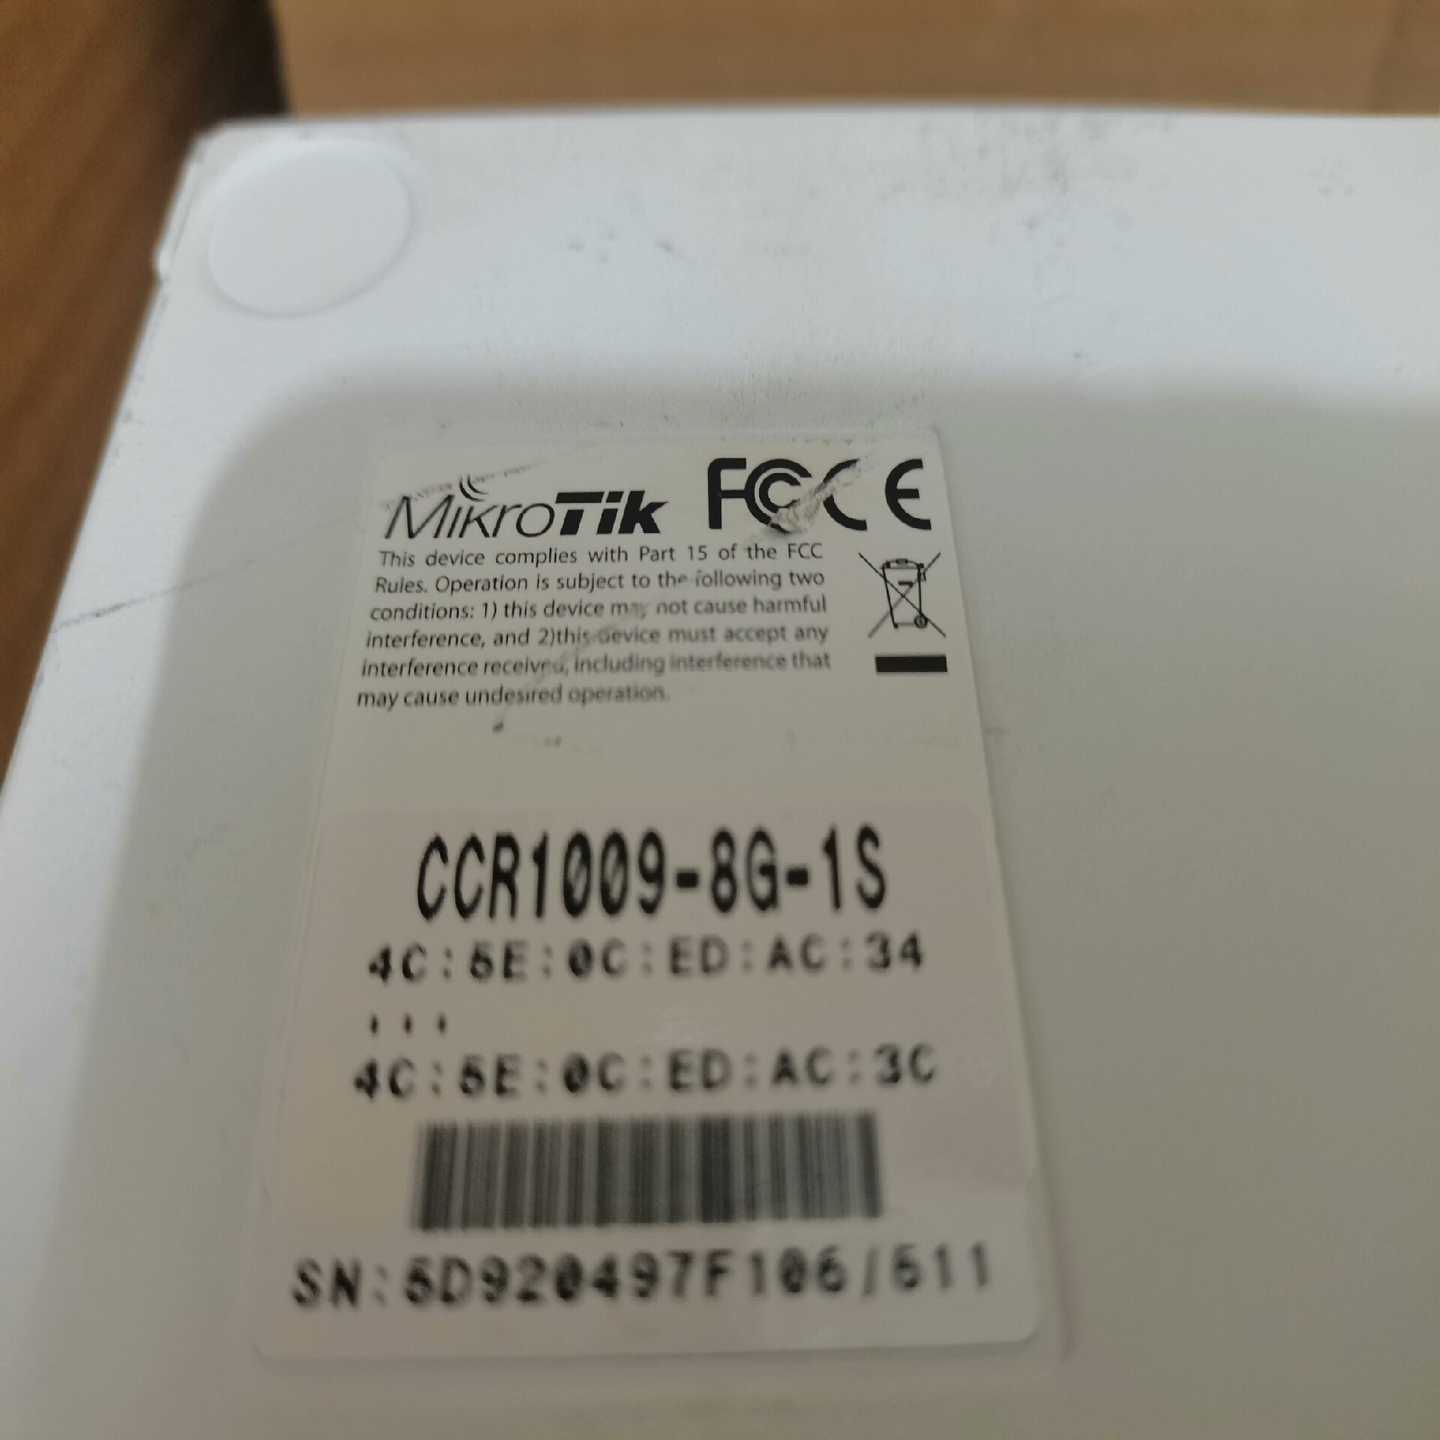 MikroTik FC CE
This device complies with Part 15 of the FCC
Rules. Operation is subject to the following two
conditions: 1) this device may not cause harmful
interference, and 2)this device must accept any
interference received, including interference that
may cause undesired operation.
CCR1009-8G-1S
4C:5E:0C:ED:AC:34
...
4C:5E:0C:ED:AC:3C
SN: